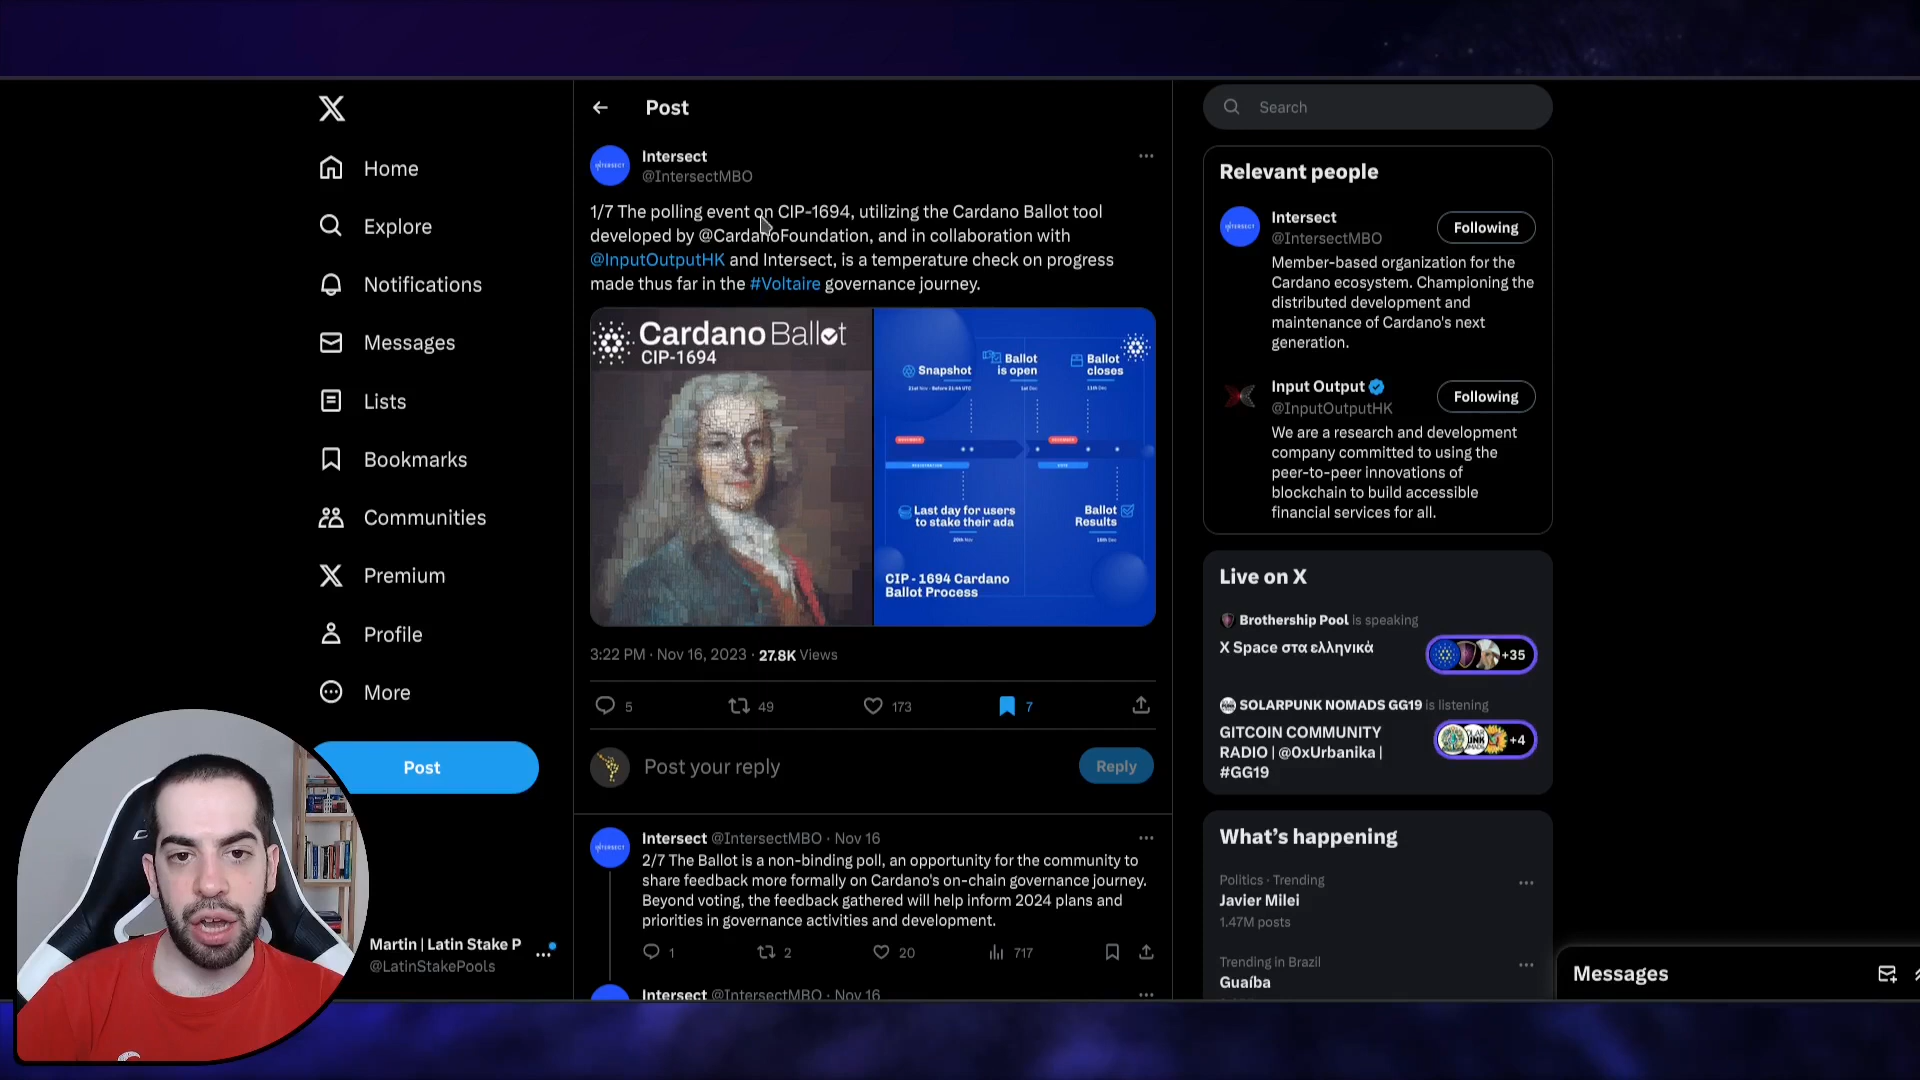 Home
Explore
Notifications
Messages
Lists
Bookmarks
Communities
Premium
Profile
More
Post
Martin | Latin Stake P
@LatinStakePools
Post
Intersect
@IntersectMBO
1/7 The polling event on CIP-1694, utilizing the Cardano Ballot tool
developed by @CardanoFoundation, and in collaboration with
@InputOutputHK and Intersect, is a temperature check on progress
made thus far in the #Voltaire governance journey.
Cardano Ballot
CIP-1694
Snapshot
Ballot
is open
Ballot
closes
Last day for users
to stake their ada
Ballot
Results
CIP - 1694 Cardano
Ballot Process
3:22 PM · Nov 16, 2023 · 27.8K Views
5 49 173 7
Post your reply
Reply
Intersect @IntersectMBO · Nov 16
2/7 The Ballot is a non-binding poll, an opportunity for the community to
share feedback more formally on Cardano's on-chain governance journey.
Beyond voting, the feedback gathered will help inform 2024 plans and
priorities in governance activities and development.
1 2 20 717
Intersect @IntersectMBO · Nov 16
Search
Relevant people
Intersect
@IntersectMBO
Following
Member-based organization for the
Cardano ecosystem. Championing the
distributed development and
maintenance of Cardano's next
generation.
Input Output
@InputOutputHK
Following
We are a research and development
company committed to using the
peer-to-peer innovations of
blockchain to build accessible
financial services for all.
Live on X
Brothership Pool is speaking
X Space στα ελληνικά
+35
SOLARPUNK NOMADS GG19 is listening
GITCOIN COMMUNITY
RADIO | @0xUrbanika |
#GG19
+4
What's happening
Politics · Trending
Javier Milei
1.47M posts
Trending in Brazil
Guaíba
Messages